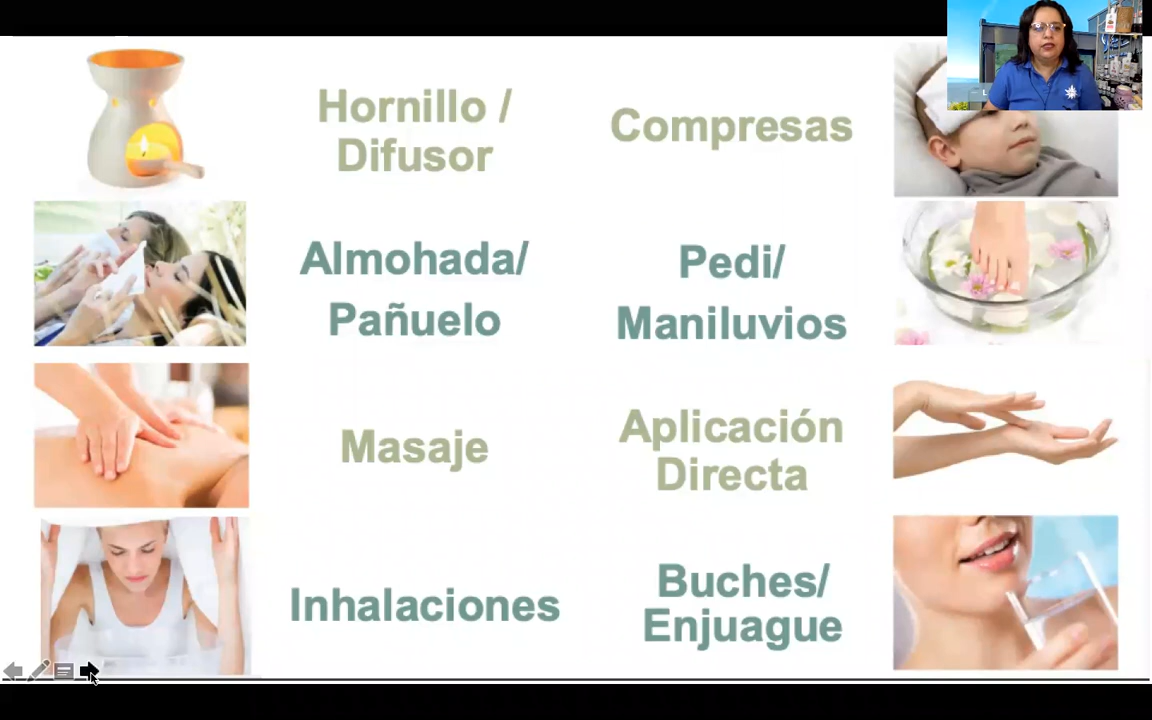 Hornillo /
Difusor
Compresas
Almohada/
Pañuelo
Pedi/
Maniluvios
Masaje
Aplicación
Directa
Inhalaciones
Buches/
Enjuague